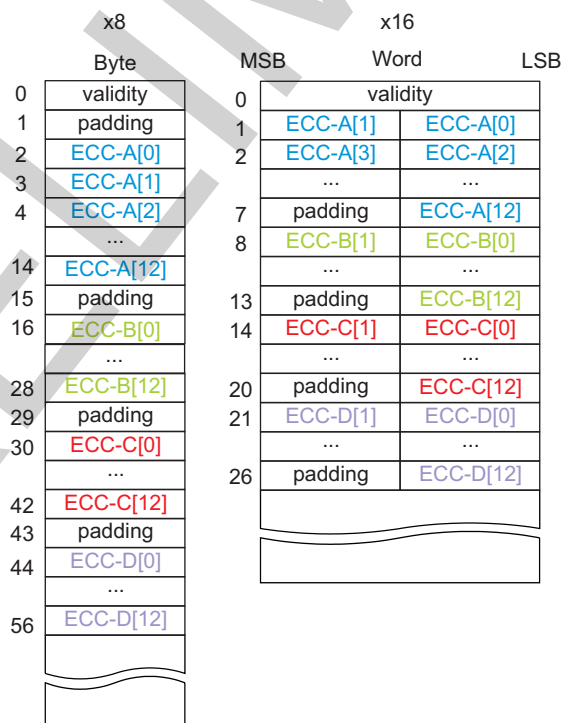 x8
Byte
0 validity
1 padding
2 ECC-A[0]
3 ECC-A[1]
4 ECC-A[2]
...
14 ECC-A[12]
15 padding
16 ECC-B[0]
...
28 ECC-B[12]
29 padding
30 ECC-C[0]
...
42 ECC-C[12]
43 padding
44 ECC-D[0]
...
56 ECC-D[12]
x16
MSB Word LSB
0 validity
1 ECC-A[1] ECC-A[0]
2 ECC-A[3] ECC-A[2]
... ...
7 padding ECC-A[12]
8 ECC-B[1] ECC-B[0]
... ...
13 padding ECC-B[12]
14 ECC-C[1] ECC-C[0]
... ...
20 padding ECC-C[12]
21 ECC-D[1] ECC-D[0]
... ...
26 padding ECC-D[12]